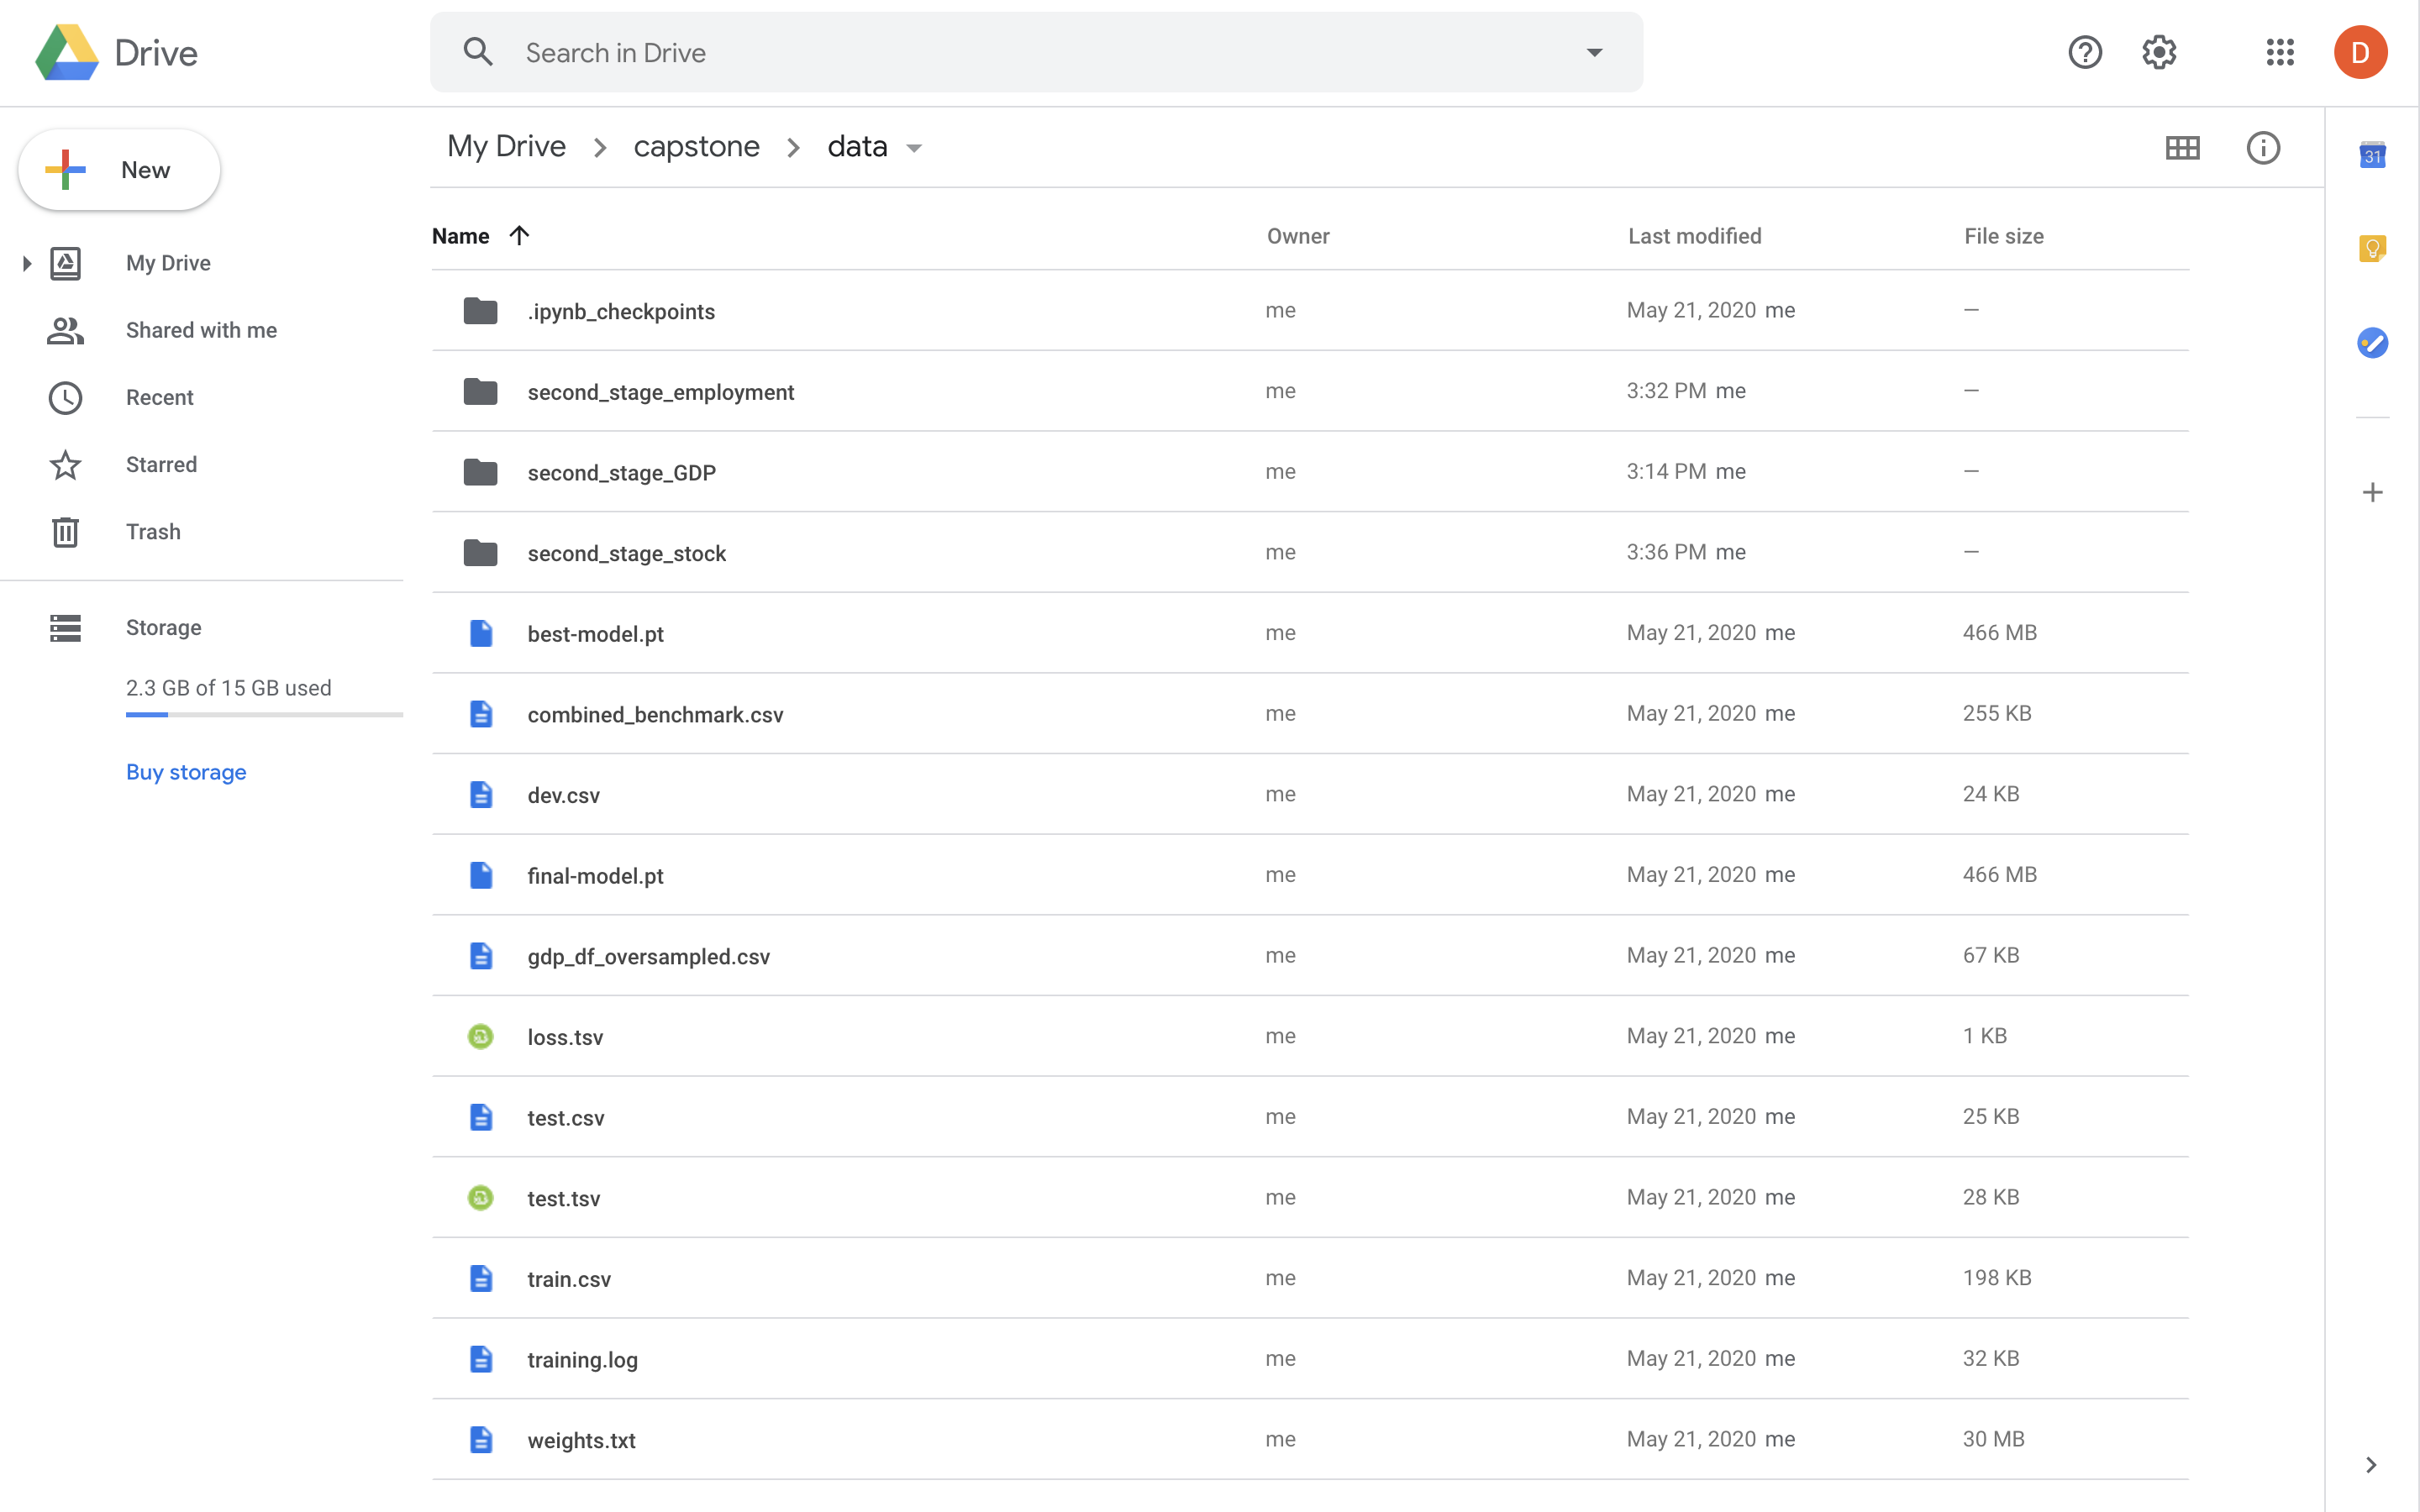 Drive
Search in Drive
D
New
My Drive
Shared with me
Recent
Starred
Trash
Storage
2.3 GB of 15 GB used
Buy storage
My Drive capstone data
Name Owner Last modified File size
.ipynb_checkpoints me May 21, 2020 me —
second_stage_employment me 3:32 PM me —
second_stage_GDP me 3:14 PM me —
second_stage_stock me 3:36 PM me —
best-model.pt me May 21, 2020 me 466 MB
combined_benchmark.csv me May 21, 2020 me 255 KB
dev.csv me May 21, 2020 me 24 KB
final-model.pt me May 21, 2020 me 466 MB
gdp_df_oversampled.csv me May 21, 2020 me 67 KB
loss.tsv me May 21, 2020 me 1 KB
test.csv me May 21, 2020 me 25 KB
test.tsv me May 21, 2020 me 28 KB
train.csv me May 21, 2020 me 198 KB
training.log me May 21, 2020 me 32 KB
weights.txt me May 21, 2020 me 30 MB
31